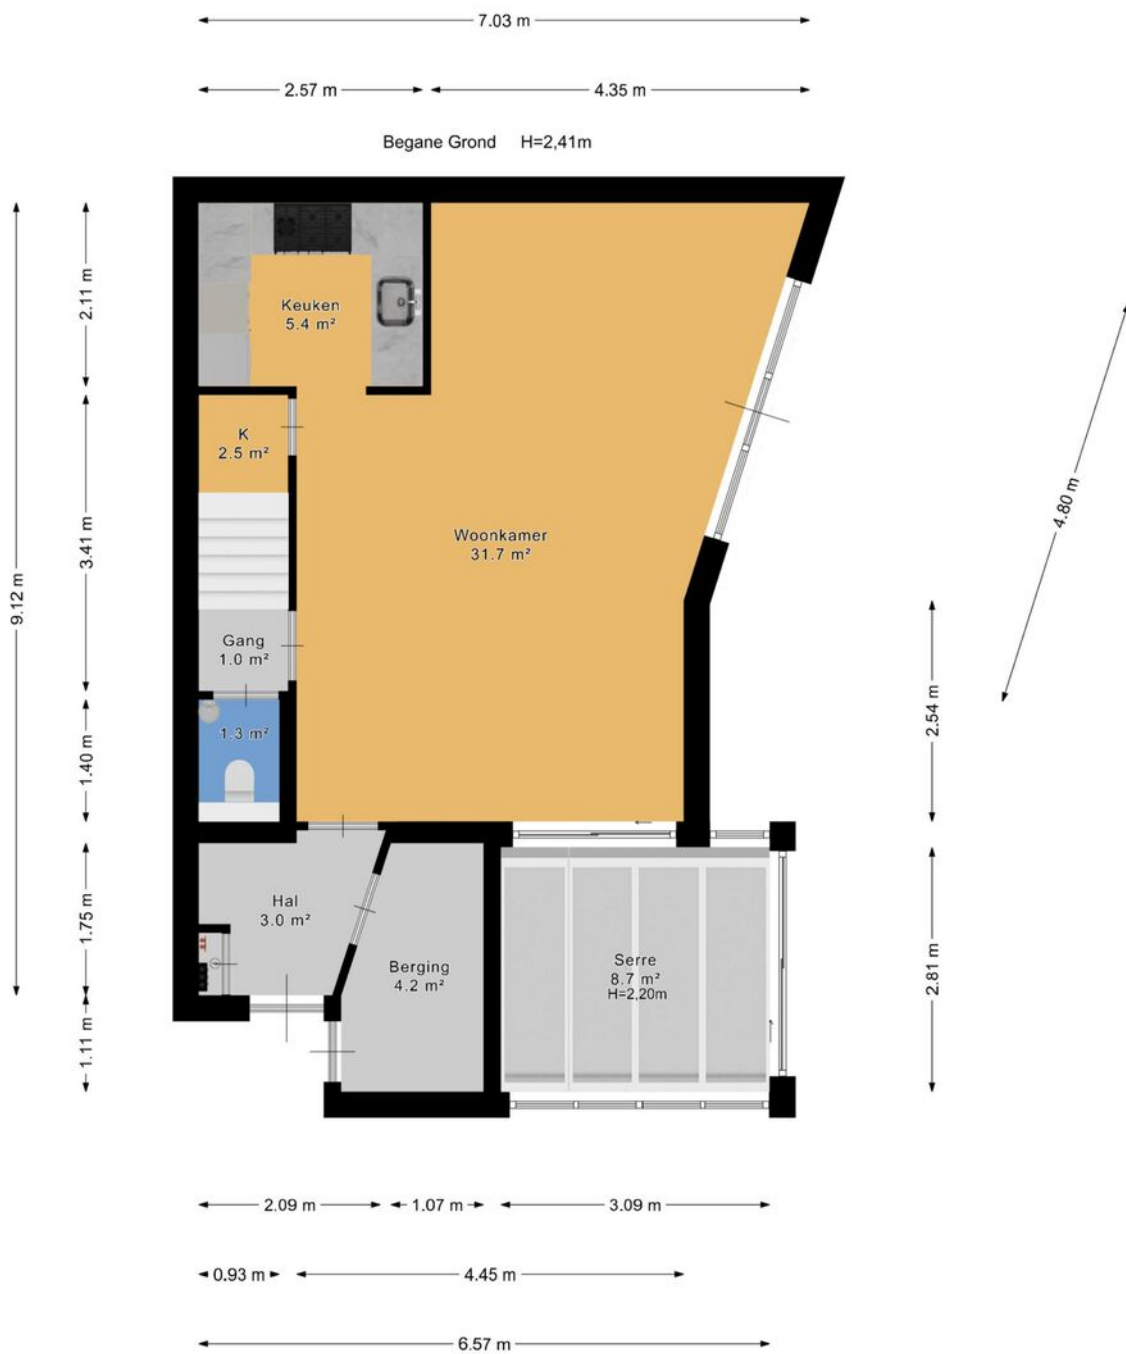 7.03 m
2.57 m
4.35 m
Begane Grond H=2,41m
2.11 m
Keuken
5.4 m²
K
2.5 m²
3.41 m
4.80 m
Woonkamer
31.7 m²
9.12 m
Gang
1.0 m²
2.54 m
1.3 m²
1.40 m
Hal
3.0 m²
1.75 m
Berging
4.2 m²
Serre
8.7 m²
H=2,20m
2.81 m
1.11 m
2.09 m
1.07 m
3.09 m
0.93 m
4.45 m
6.57 m